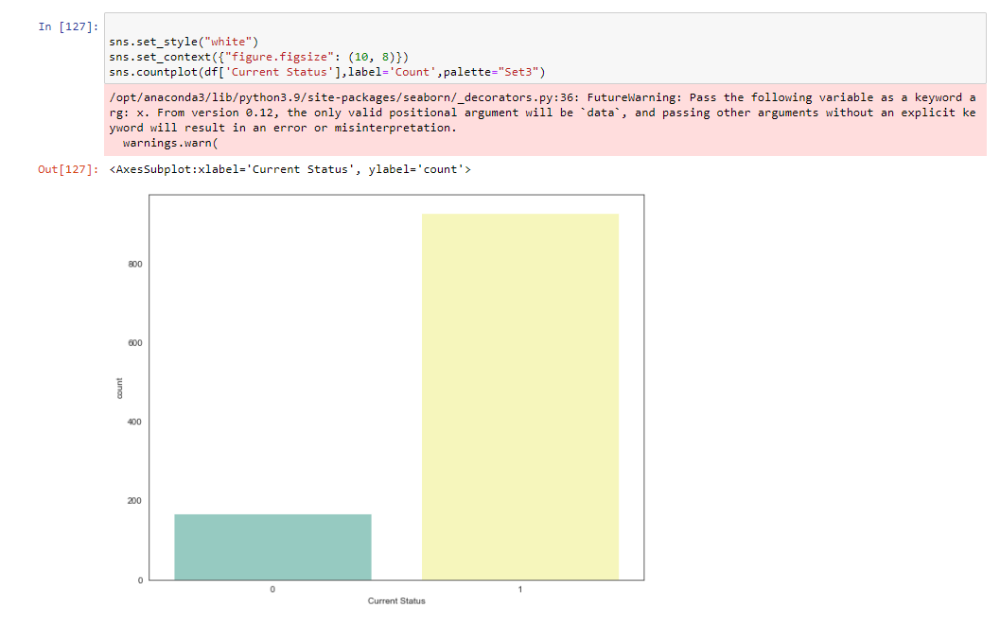 In [127]:
sns.set_style("white")
sns.set_context({"figure.figsize": (10, 8)})
sns.countplot(df['Current Status'],label='Count',palette="Set3")
/opt/anaconda3/lib/python3.9/site-packages/seaborn/_decorators.py:36: FutureWarning: Pass the following variable as a keyword a
rg: x. From version 0.12, the only valid positional argument will be `data`, and passing other arguments without an explicit ke
yword will result in an error or misinterpretation.
  warnings.warn(
Out[127]: <AxesSubplot:xlabel='Current Status', ylabel='count'>
800
600
count
400
200
0
0 1
Current Status